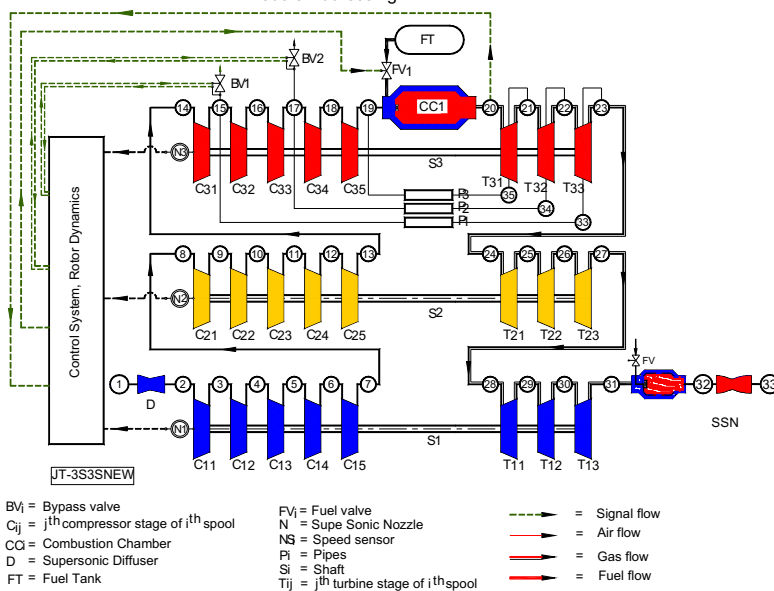 FT
BV2
FV1
BV1
CC1
14 15 16 17 18 19 20 21 22 23
N3
S3
C31 C32 C33 C34 C35
T31 T32 T33
P3 35
P2 34
P1 33
Control System, Rotor Dynamics
8 9 10 11 12 13 24 25 26 27
N2
S2
C21 C22 C23 C24 C25 T21 T22 T23
FV
1 2 3 4 5 6 7 28 29 30 31 32 33
D
SSN
N1
S1
C11 C12 C13 C14 C15 T11 T12 T13
JT-3S3SNEW
BVi = Bypass valve
Cij = jth compressor stage of ith spool
CCi = Combustion Chamber
D = Supersonic Diffuser
FT = Fuel Tank
FVi = Fuel valve
N = Supe Sonic Nozzle
NSi = Speed sensor
Pi = Pipes
Si = Shaft
Tij = jth turbine stage of ith spool
= Signal flow
= Air flow
= Gas flow
= Fuel flow